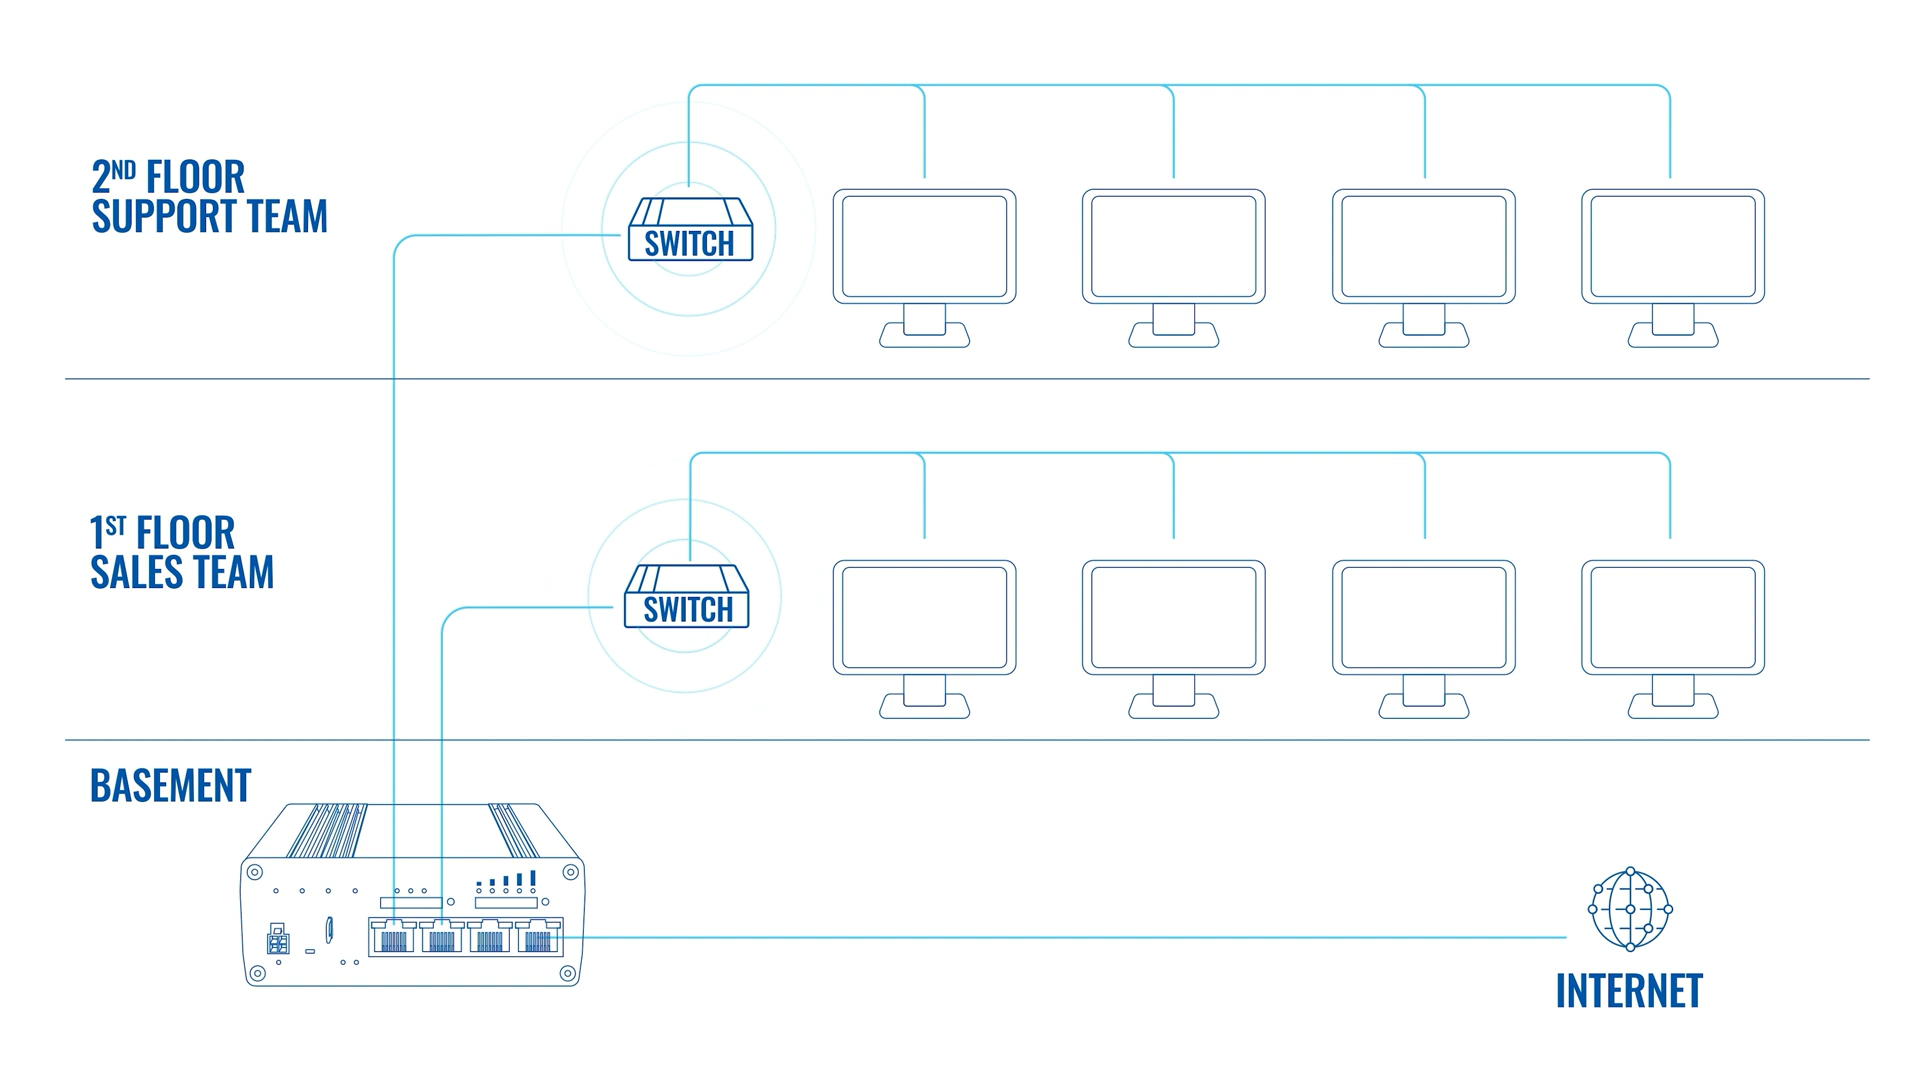 2ND FLOOR
SUPPORT TEAM
SWITCH
1ST FLOOR
SALES TEAM
SWITCH
BASEMENT
INTERNET